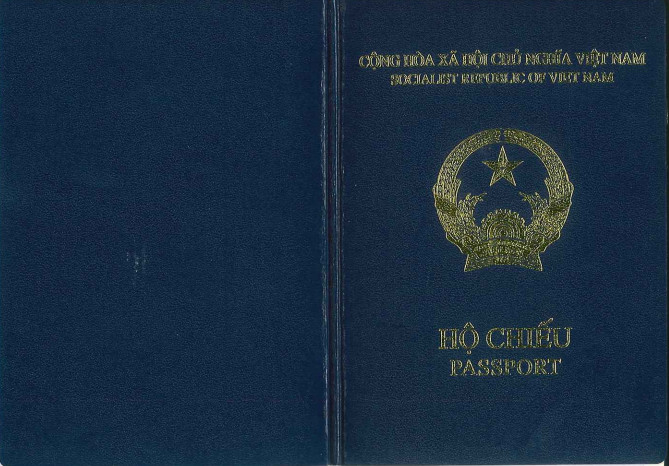 CỘNG HÒA XÃ HỘI CHỦ NGHĨA VIỆT NAM
SOCIALIST REPUBLIC OF VIET NAM
HỘ CHIẾU
PASSPORT